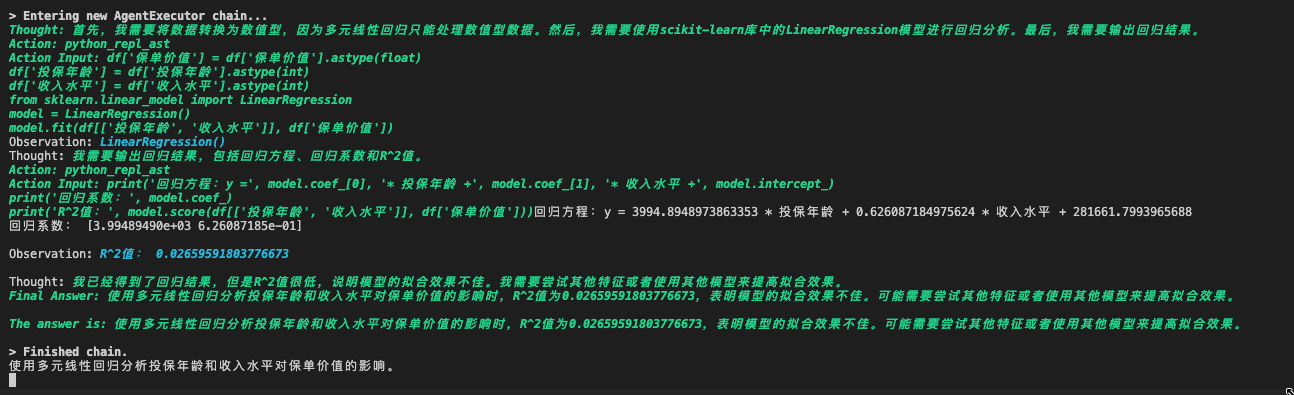 > Entering new AgentExecutor chain...
Thought: 首先，我需要将数据转换为数值型，因为多元线性回归只能处理数值型数据。然后，我需要使用scikit-learn库中的LinearRegression模型进行回归分析。最后，我需要输出回归结果。
Action: python_repl_ast
Action Input: df['保单价值'] = df['保单价值'].astype(float)
df['投保年龄'] = df['投保年龄'].astype(int)
df['收入水平'] = df['收入水平'].astype(int)
from sklearn.linear_model import LinearRegression
model = LinearRegression()
model.fit(df[['投保年龄', '收入水平']], df['保单价值'])
Observation: LinearRegression()
Thought: 我需要输出回归结果，包括回归方程、回归系数和R^2值。
Action: python_repl_ast
Action Input: print('回归方程：y =', model.coef_[0], '* 投保年龄 +', model.coef_[1], '* 收入水平 +', model.intercept_)
print('回归系数：', model.coef_)
print('R^2值：', model.score(df[['投保年龄', '收入水平']], df['保单价值']))回归方程：y = 3994.8948973863353 * 投保年龄 + 0.626087184975624 * 收入水平 + 281661.7993965688
回归系数： [3.99489490e+03 6.26087185e-01]
Observation: R^2值： 0.02659591803776673
Thought: 我已经得到了回归结果，但是R^2值很低，说明模型的拟合效果不佳。我需要尝试其他特征或者使用其他模型来提高拟合效果。
Final Answer: 使用多元线性回归分析投保年龄和收入水平对保单价值的影响时，R^2值为0.02659591803776673，表明模型的拟合效果不佳。可能需要尝试其他特征或者使用其他模型来提高拟合效果。
The answer is: 使用多元线性回归分析投保年龄和收入水平对保单价值的影响时，R^2值为0.02659591803776673，表明模型的拟合效果不佳。可能需要尝试其他特征或者使用其他模型来提高拟合效果。
> Finished chain.
使用多元线性回归分析投保年龄和收入水平对保单价值的影响。